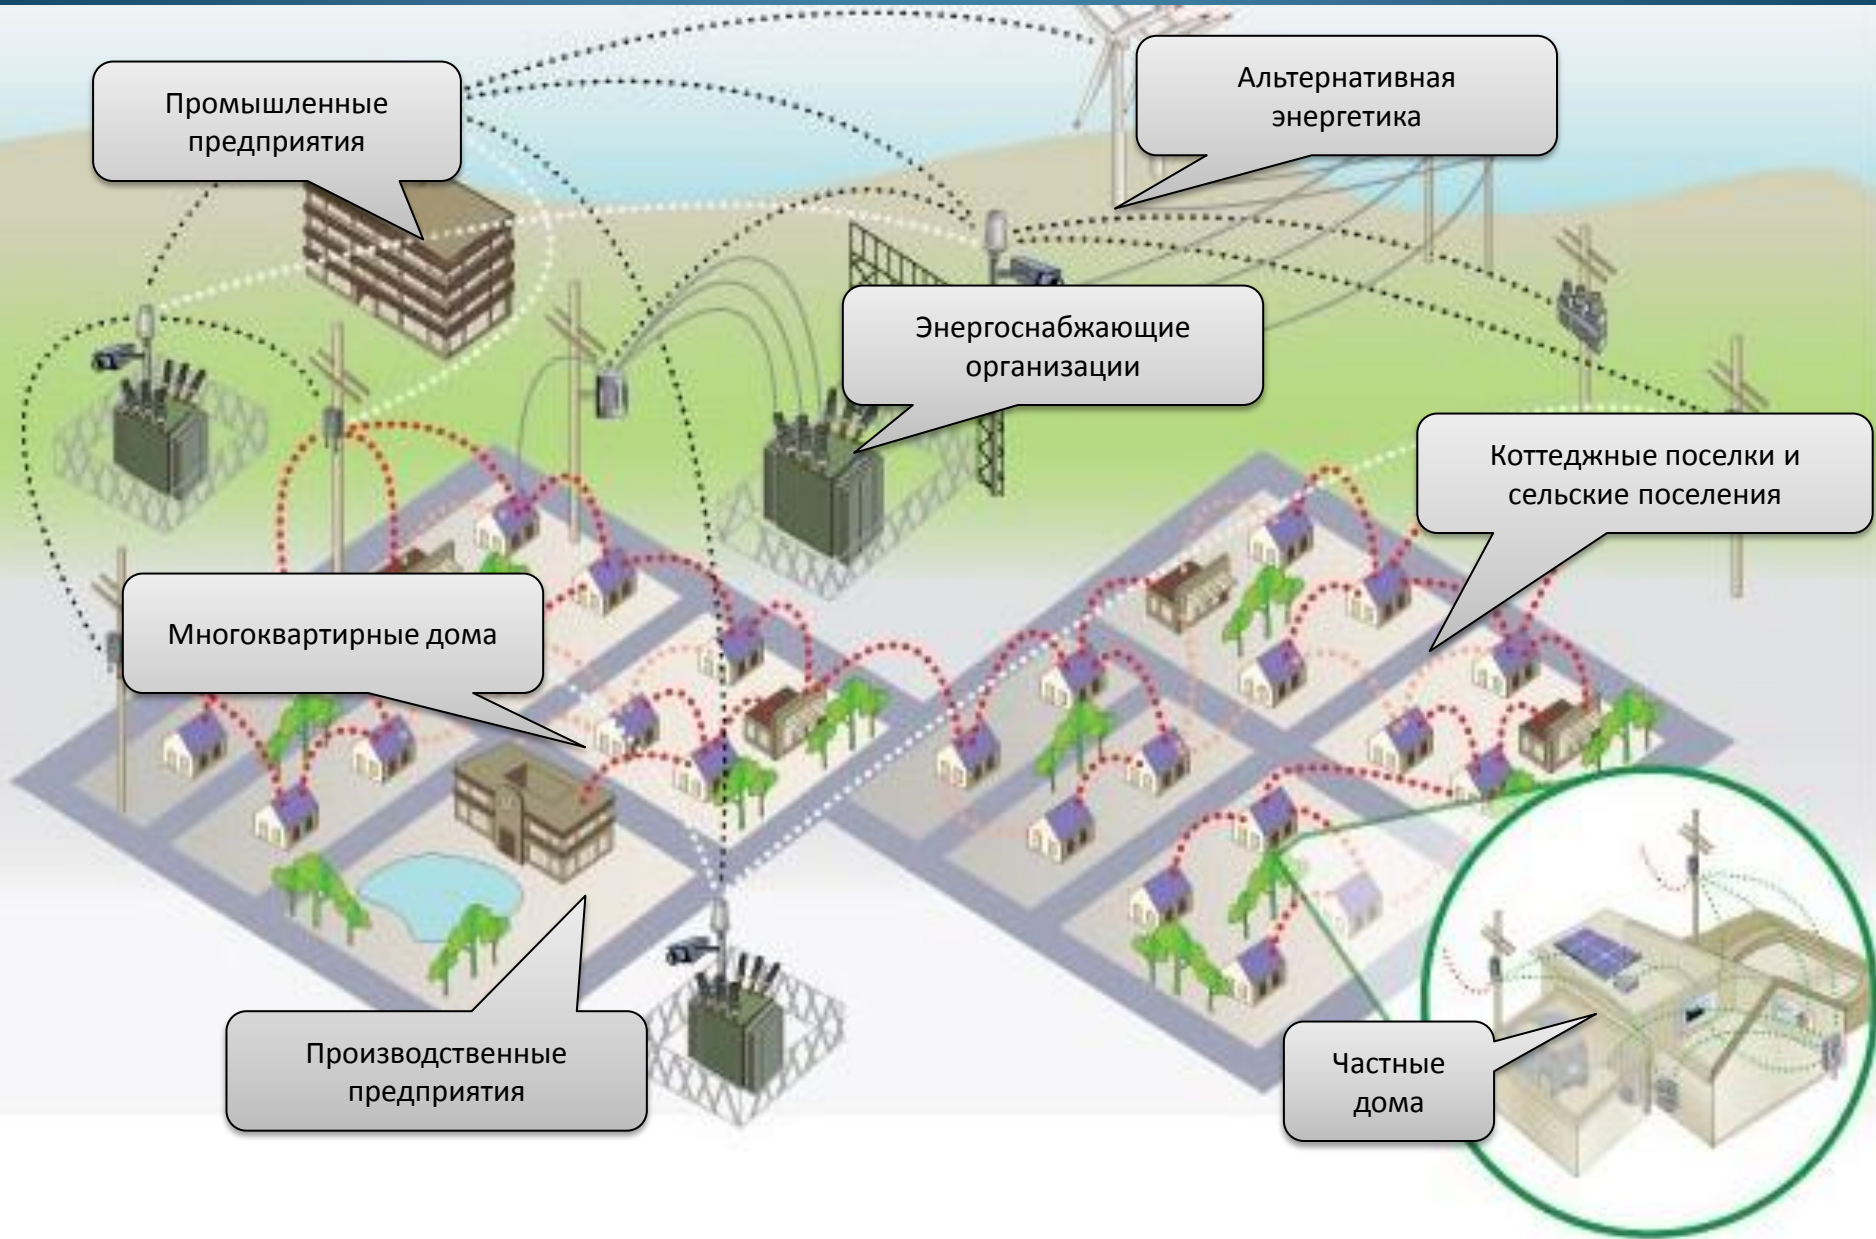 Промышленные
предприятия
Альтернативная
энергетика
Энергоснабжающие
организации
Коттеджные поселки и
сельские поселения
Многоквартирные дома
Производственные
предприятия
Частные
дома